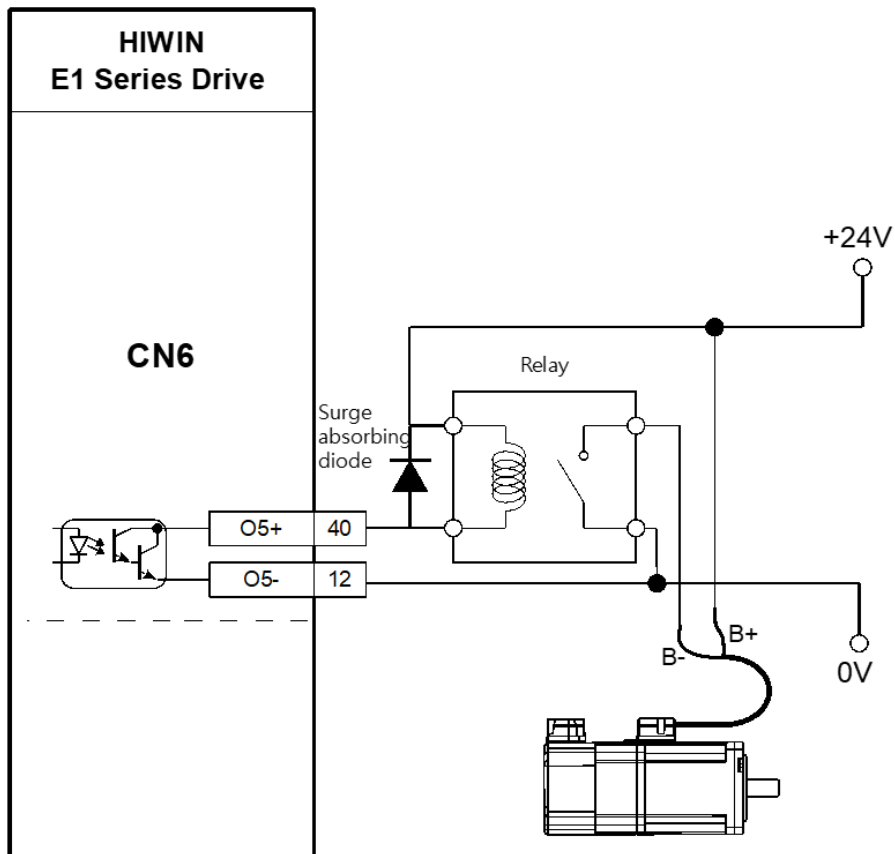 HIWIN
E1 Series Drive
+24V
CN6
Relay
Surge
absorbing
diode
O5+ 40
O5- 12
B+
B-
0V